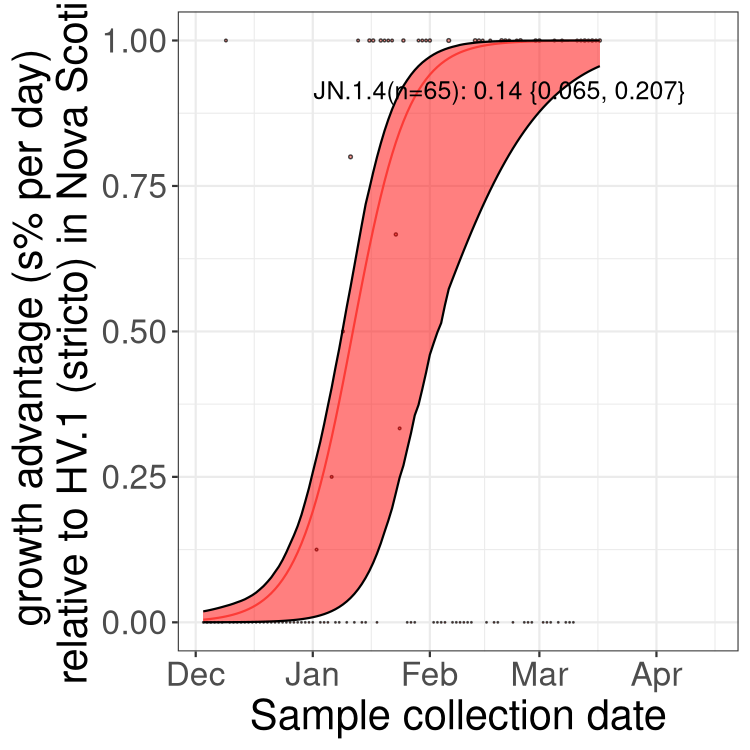 growth advantage (s% per day)
relative to HV.1 (stricto) in Nova Scoti
1.00
0.75
0.50
0.25
0.00
JN.1.4(n=65): 0.14 {0.065, 0.207}
Dec Jan Feb Mar Apr
Sample collection date